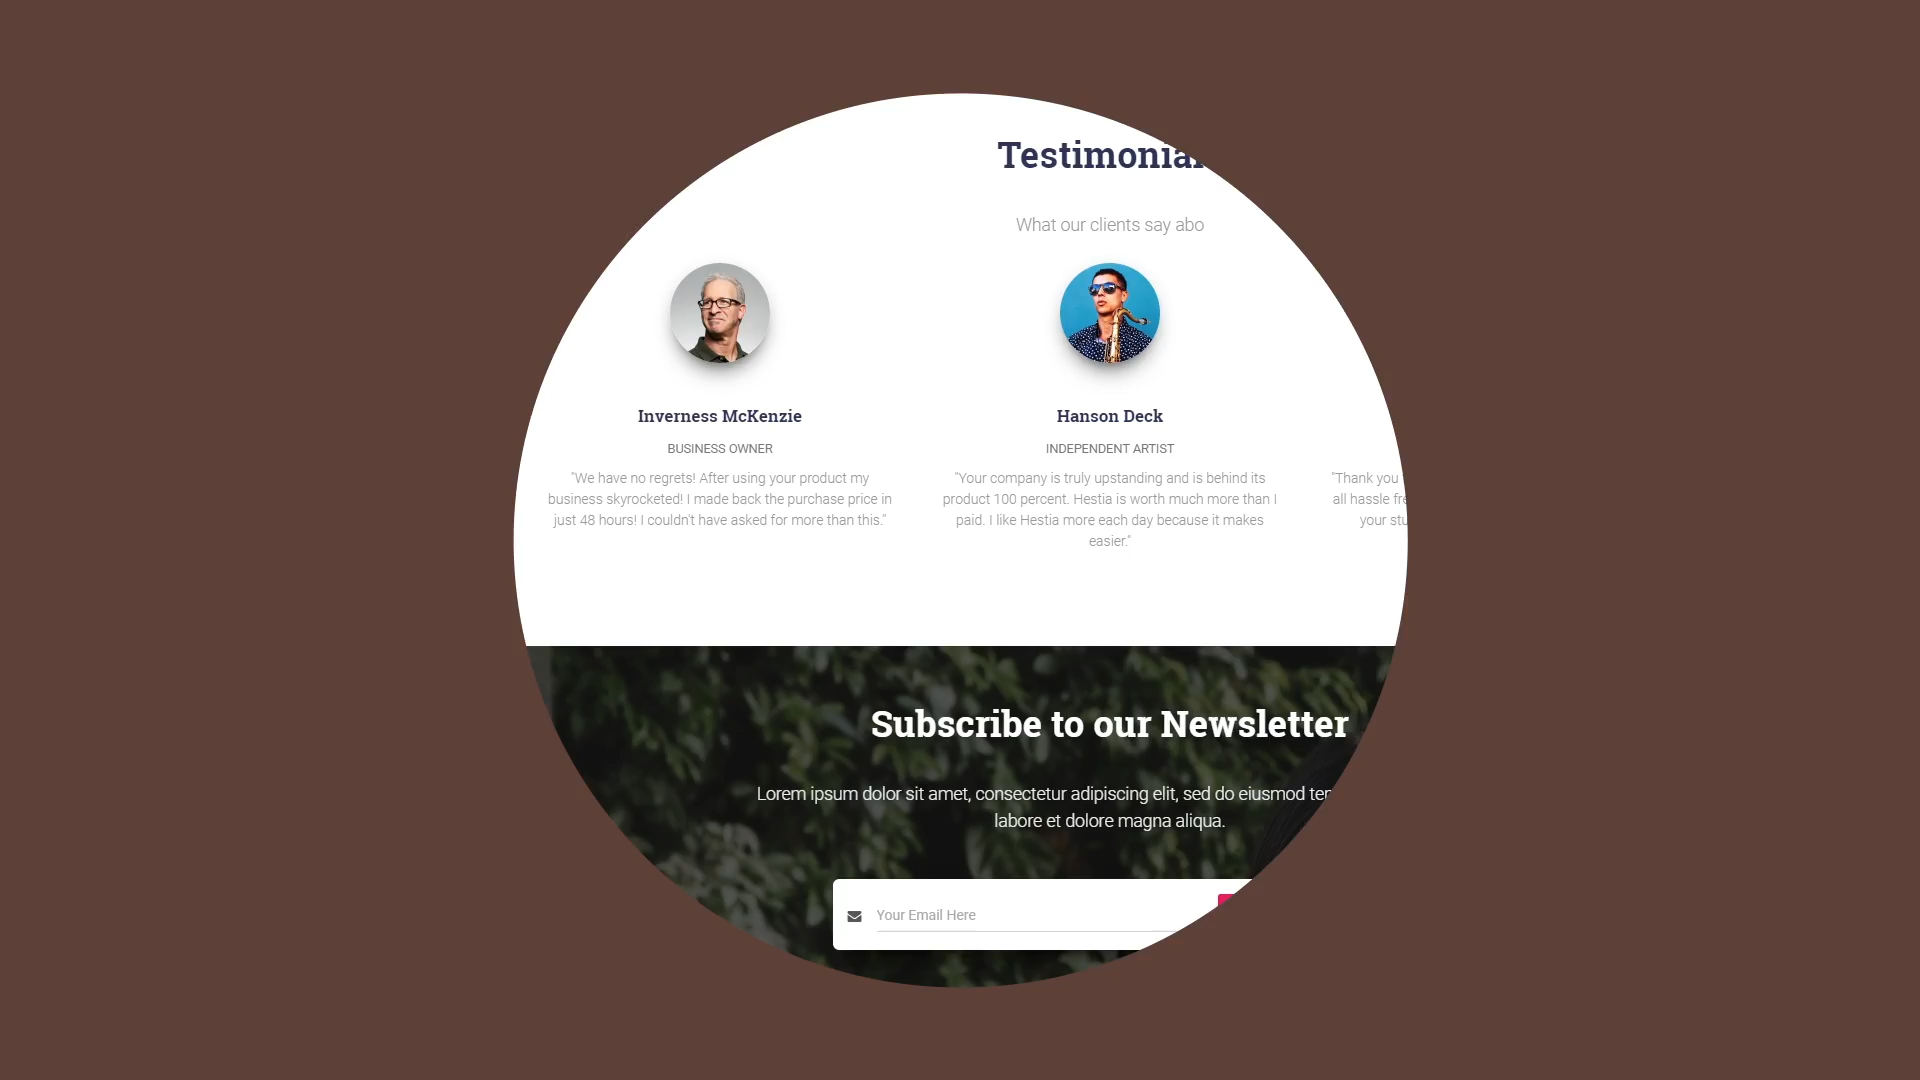 What our clients say abo
Inverness McKenzie
Hanson Deck
BUSINESS OWNER
INDEPENDENT ARTIST
"We have no regrets! After using your product my
business skyrocketed! I made back the purchase price in
just 48 hours! I couldn't have asked for more than this."
"Your company is truly upstanding and is behind its
product 100 percent. Hestia is worth much more than I
paid. I like Hestia more each day because it makes
easier."
"Thank you
all hassle
your
Subscribe to our Newsletter
Lorem ipsum dolor sit amet, consectetur adipiscing elit, sed do eiusmod
labore et dolore magna aliqua.
Your Email Here